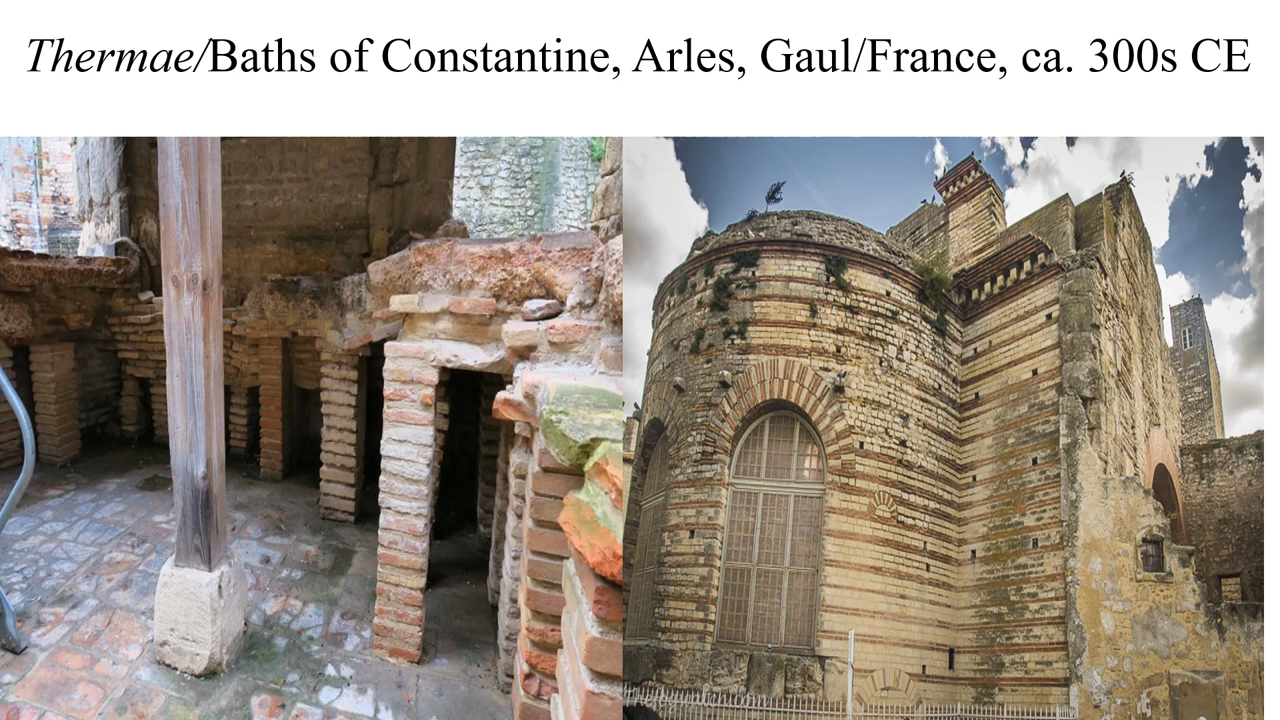 Thermae/Baths of Constantine, Arles, Gaul/France, ca. 300s CE